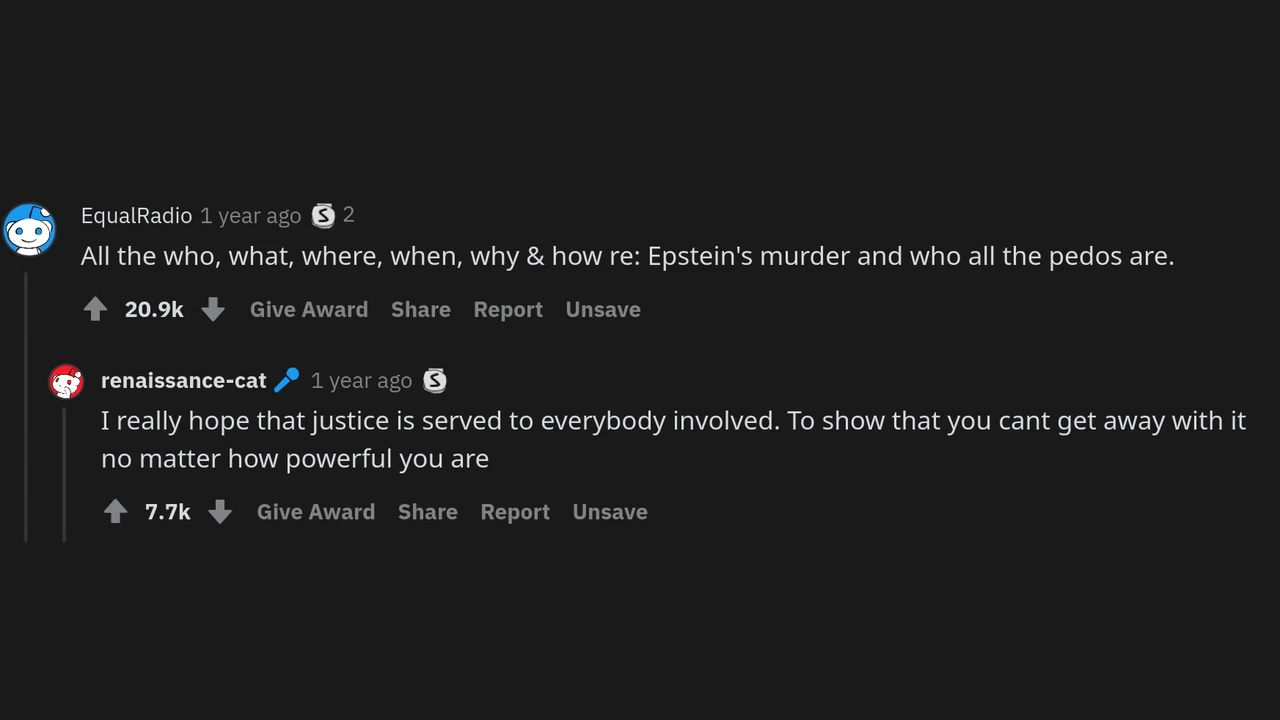 EqualRadio 1 year ago S 2
All the who, what, where, when, why & how re: Epstein's murder and who all the pedos are.
20.9k Give Award Share Report Unsave
renaissance-cat 1 year ago S
I really hope that justice is served to everybody involved. To show that you cant get away with it
no matter how powerful you are
7.7k Give Award Share Report Unsave